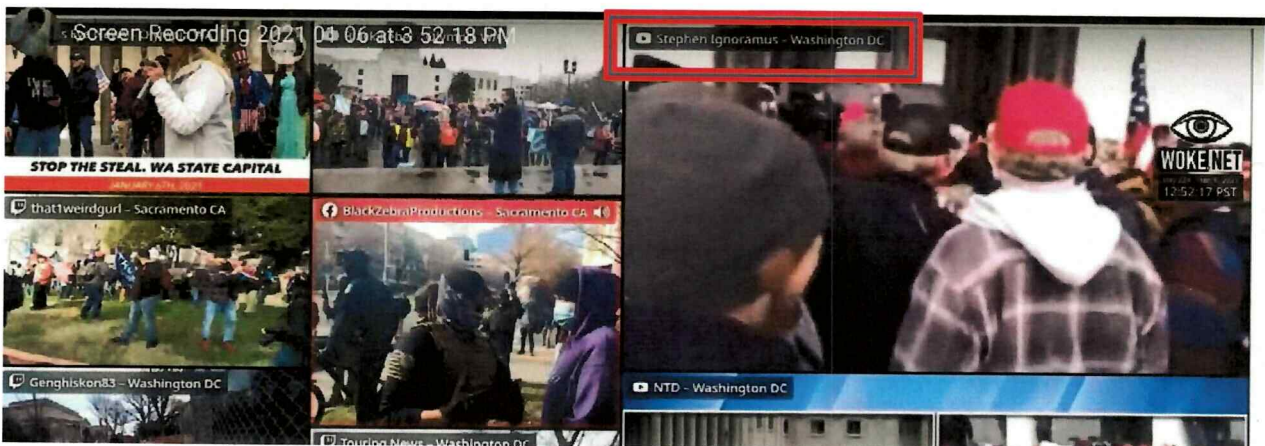 Screen Recording 2021 01 06 at 3 52 18 PM
Stephen Ignoramus - Washington DC
WOKE.NET
12:52:17 PST
STOP THE STEAL. WA STATE CAPITAL
JANUARY 6TH, 2021
that1weirdgurl - Sacramento CA
BlackZebraProductions - Sacramento CA
Genghiskon83 - Washington DC
NTD - Washington DC
Touring News - Washington DC